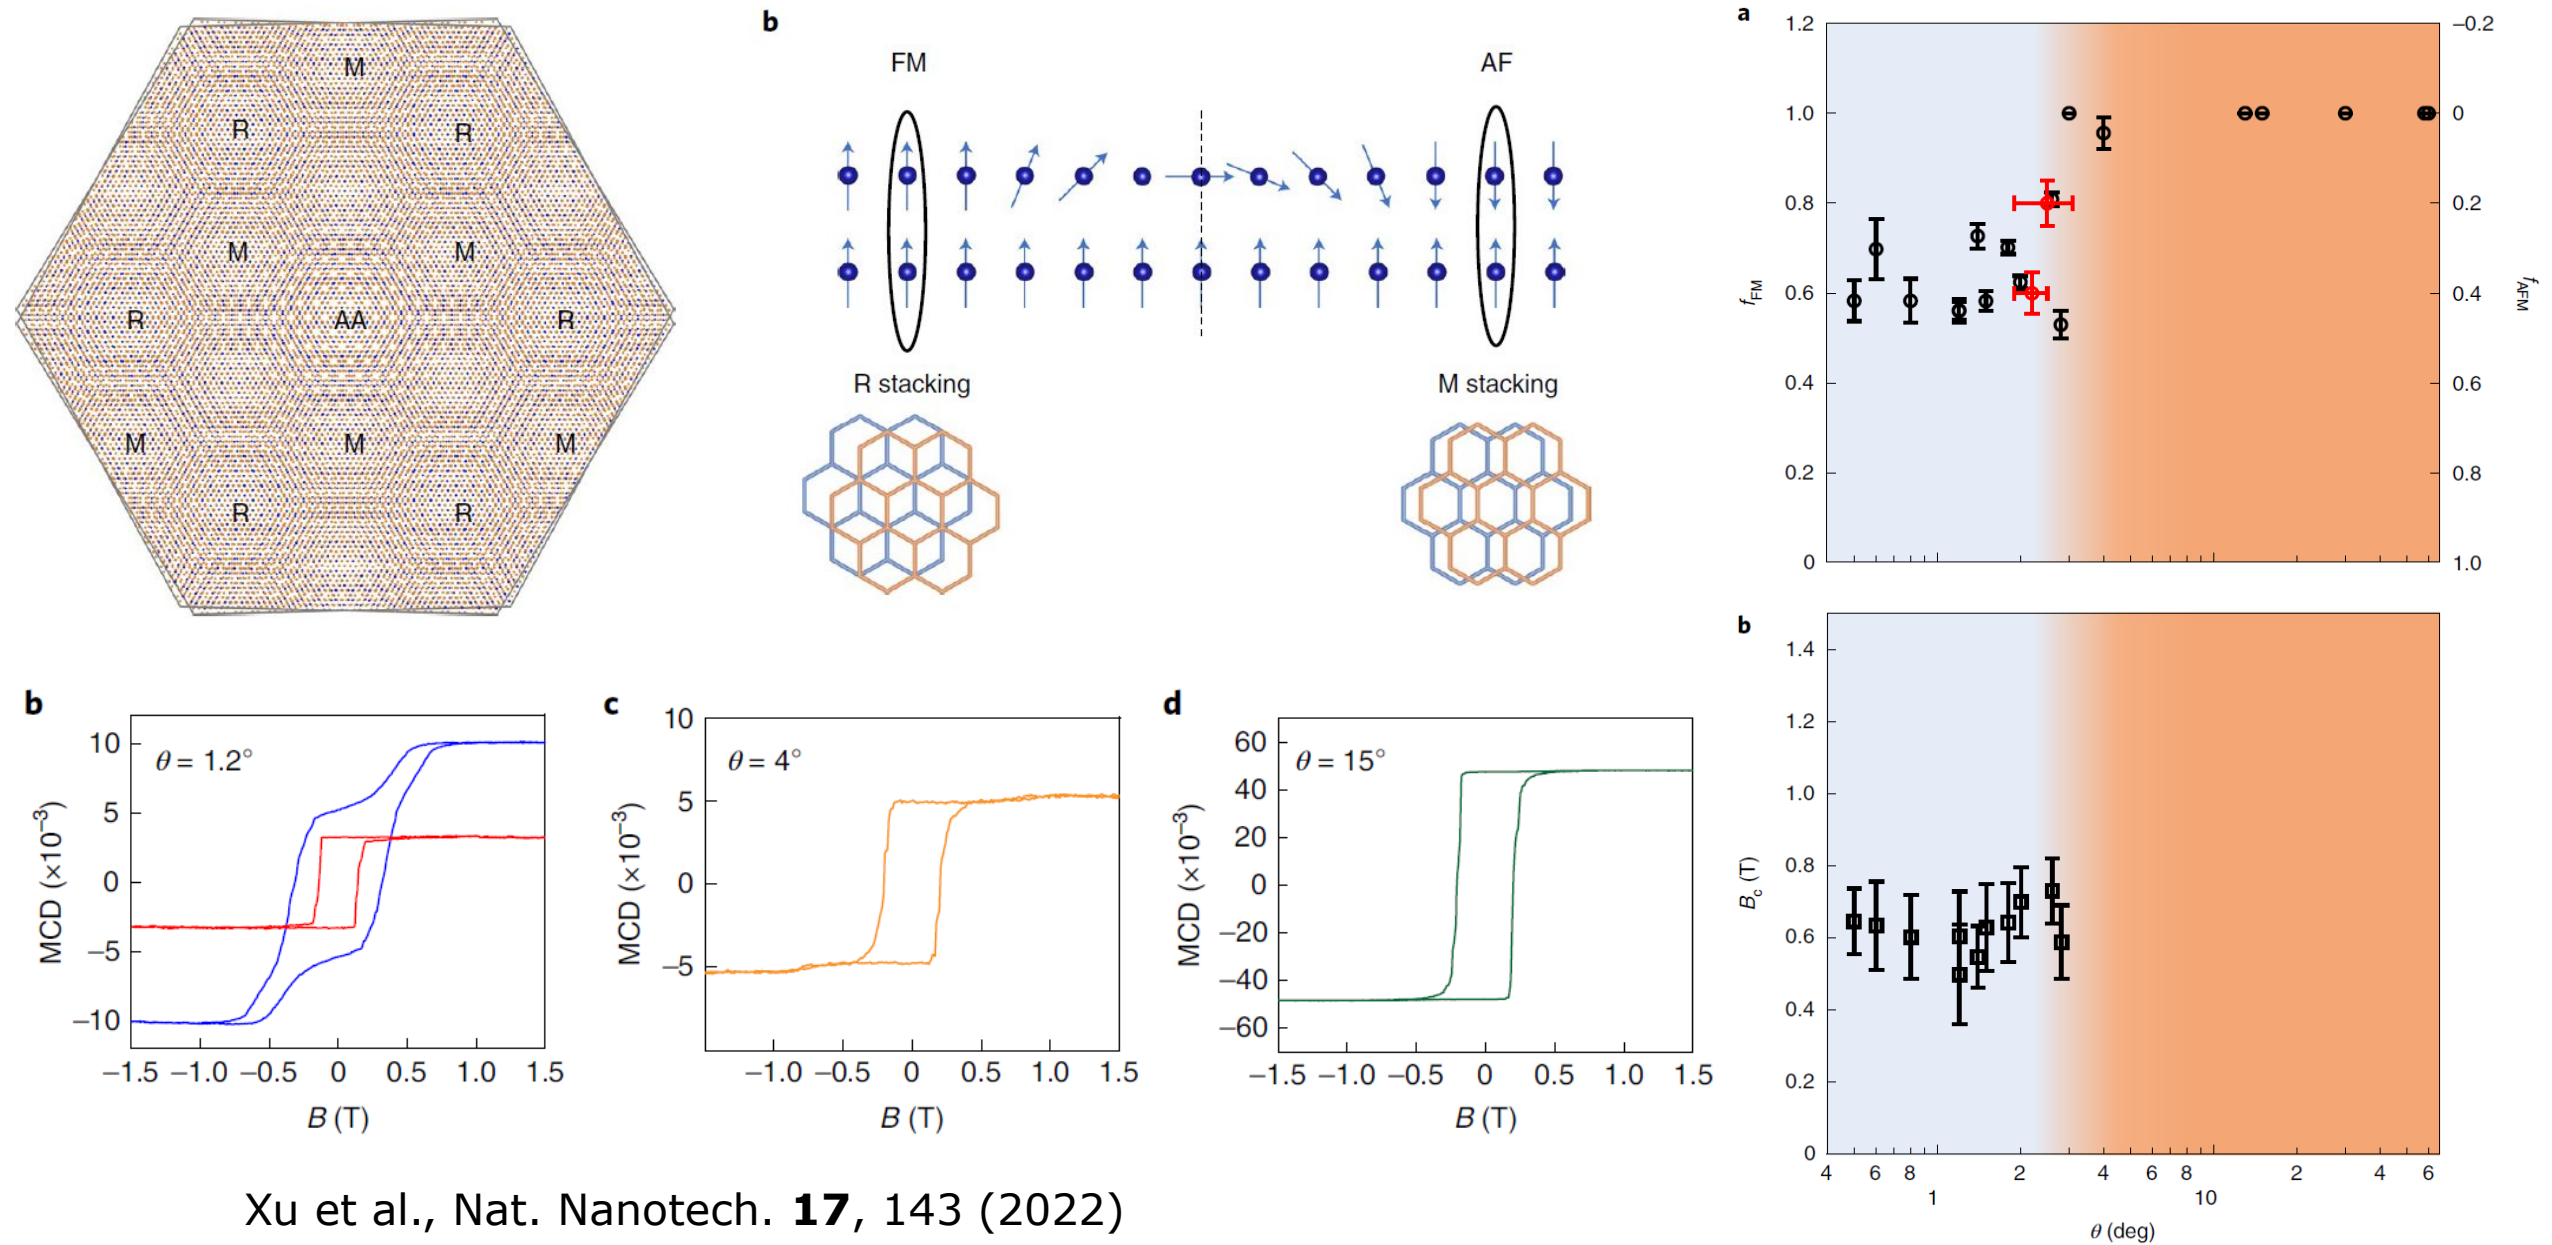 M
R
R
M
M
R
AA
R
M
M
M
R
R
b
FM
AF
R stacking
M stacking
a
1.2
1.0
0.8
0.6
0.4
0.2
0
f FM
−0.2
0
0.2
0.4
0.6
0.8
1.0
f AFM
b
θ = 1.2°
10
5
0
−5
−10
MCD (×10⁻³)
−1.5 −1.0 −0.5 0 0.5 1.0 1.5
B (T)
c
θ = 4°
10
5
0
−5
MCD (×10⁻³)
−1.0 −0.5 0 0.5 1.0 1.5
B (T)
d
θ = 15°
60
40
20
0
−20
−40
−60
MCD (×10⁻³)
−1.5 −1.0 −0.5 0 0.5 1.0 1.5
B (T)
b
1.4
1.2
1.0
0.8
0.6
0.4
0.2
0
Bc (T)
4 6 8 2 4 6 8 2 4 6
1 10
θ (deg)
Xu et al., Nat. Nanotech. 17, 143 (2022)